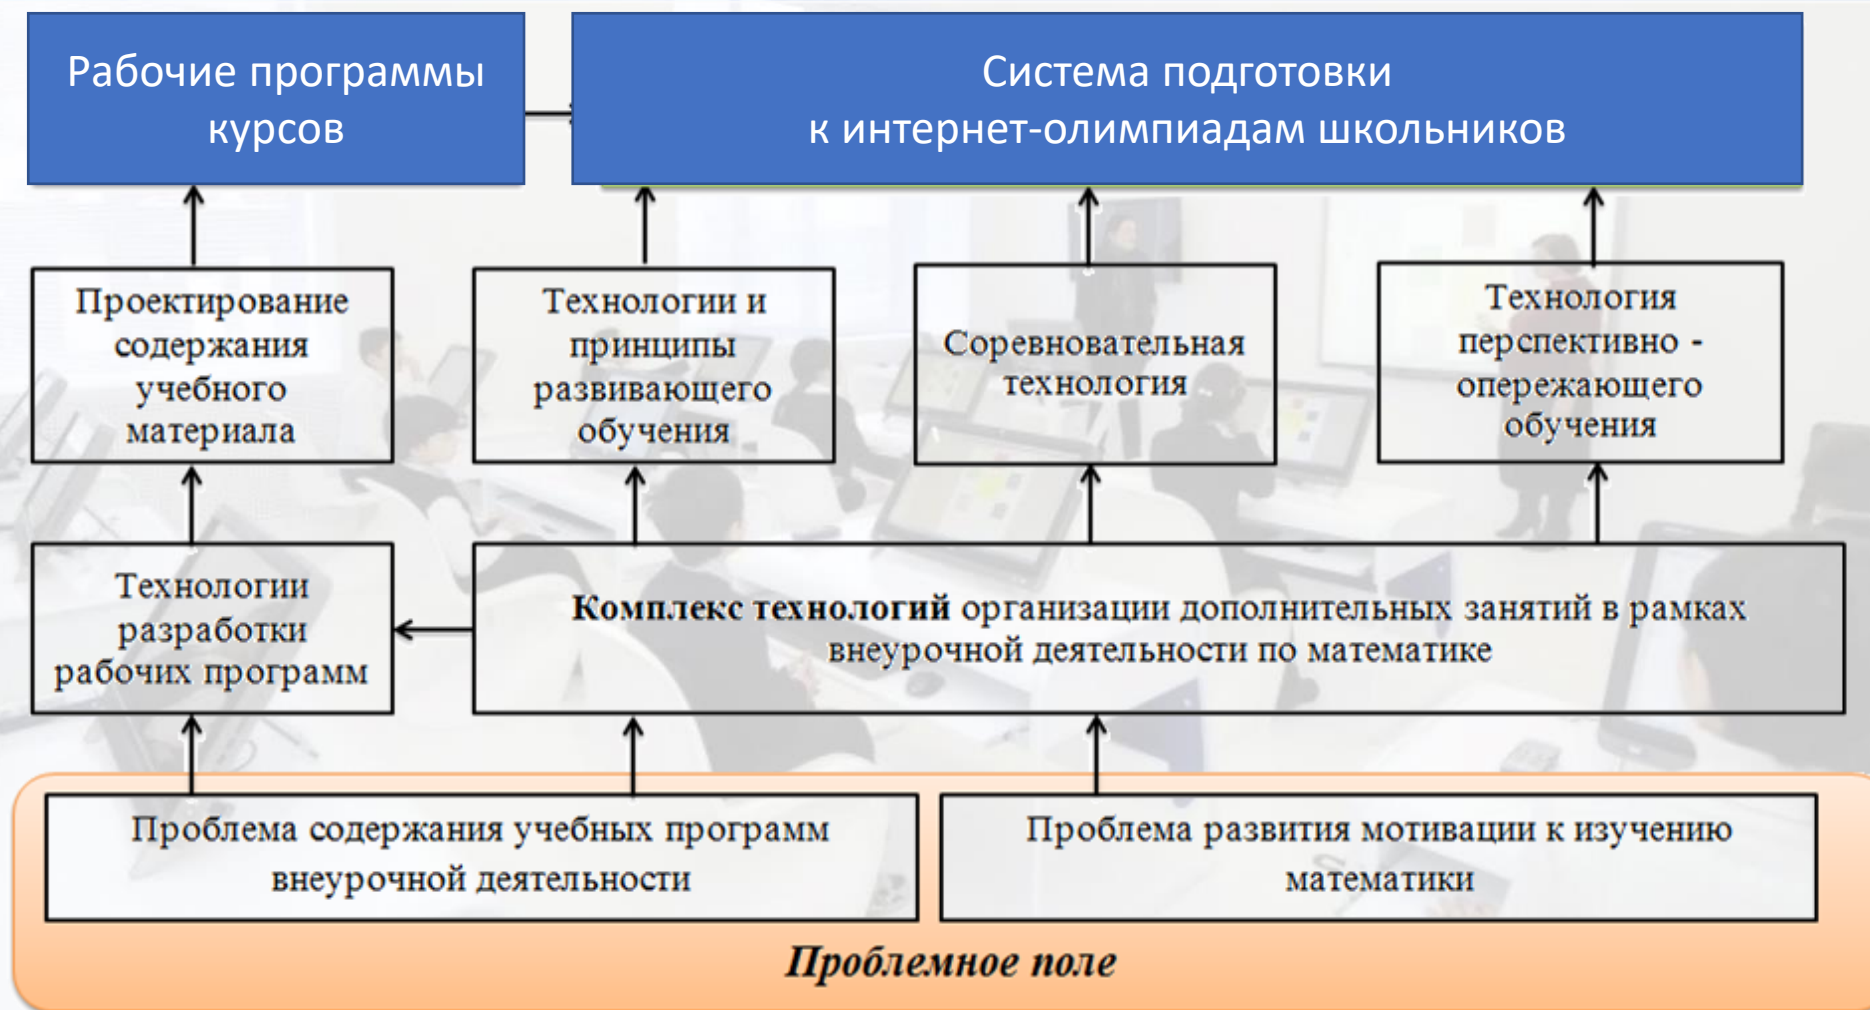 Рабочие программы
курсов
Система подготовки
к интернет-олимпиадам школьников
Проектирование
содержания
учебного
материала
Технологии и
принципы
развивающего
обучения
Соревновательная
технология
Технология
перспективно -
опережающего
обучения
Технологии
разработки
рабочих программ
Комплекс технологий организации дополнительных занятий в рамках
внеурочной деятельности по математике
Проблема содержания учебных программ
внеурочной деятельности
Проблема развития мотивации к изучению
математики
Проблемное поле